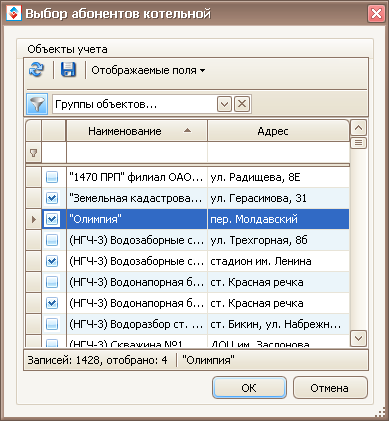 Выбор абонентов котельной
Объекты учета
Отображаемые поля
Группы объектов...
Наименование Адрес
"1470 ПРП" филиал ОАО... ул. Радищева, 8Е
"Земельная кадастрова... ул. Герасимова, 31
"Олимпия" пер. Молдавский
(НГЧ-3) Водозаборные с... ул. Трехгорная, 8б
(НГЧ-3) Водозаборные с... стадион им. Ленина
(НГЧ-3) Водонапорная б... ст. Красная речка
(НГЧ-3) Водонапорная б... ст. Красная речка
(НГЧ-3) Водоразбор ст. ... ст. Бикин, ул. Набережн...
(НГЧ-3) Скважина №1 ДОЦ им. Заслонова
Записей: 1428, отобрано: 4 "Олимпия"
ОК Отмена